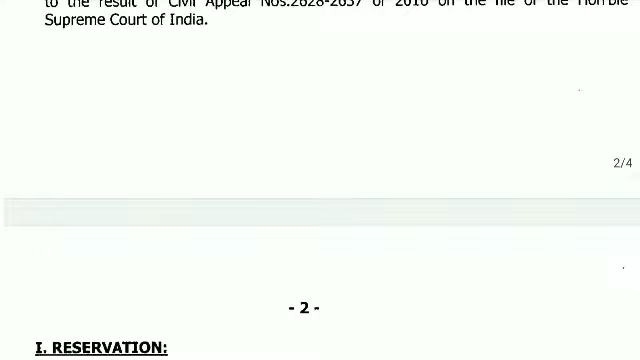 to the result of Civil Appeal Nos.2628-2637 of 2016 on the file of the Hon'ble
Supreme Court of India.
2/4
- 2 -
I. RESERVATION: